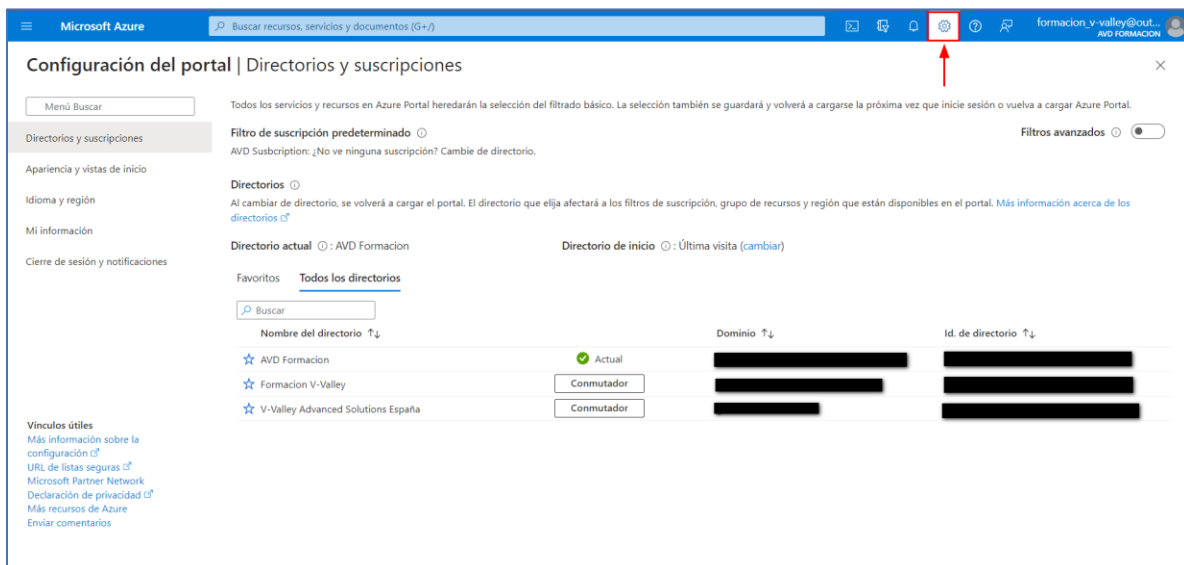 Microsoft Azure
Buscar recursos, servicios y documentos (G+/)
formacion_v-valley@out...
AVD FORMACION
Configuración del portal | Directorios y suscripciones
Menú Buscar
Directorios y suscripciones
Apariencia y vistas de inicio
Idioma y región
Mi información
Cierre de sesión y notificaciones
Vínculos útiles
Más información sobre la
configuración
URL de listas seguras
Microsoft Partner Network
Declaración de privacidad
Más recursos de Azure
Enviar comentarios
Todos los servicios y recursos en Azure Portal heredarán la selección del filtrado básico. La selección también se guardará y volverá a cargarse la próxima vez que inicie sesión o vuelva a cargar Azure Portal.
Filtro de suscripción predeterminado
Filtros avanzados
AVD Susbcription: ¿No ve ninguna suscripción? Cambie de directorio.
Directorios
Al cambiar de directorio, se volverá a cargar el portal. El directorio que elija afectará a los filtros de suscripción, grupo de recursos y región que están disponibles en el portal. Más información acerca de los
directorios
Directorio actual : AVD Formacion
Directorio de inicio : Última visita (cambiar)
Favoritos Todos los directorios
Buscar
Nombre del directorio ↑↓ Dominio ↑↓ Id. de directorio ↑↓
AVD Formacion Actual
Formacion V-Valley Conmutador
V-Valley Advanced Solutions España Conmutador